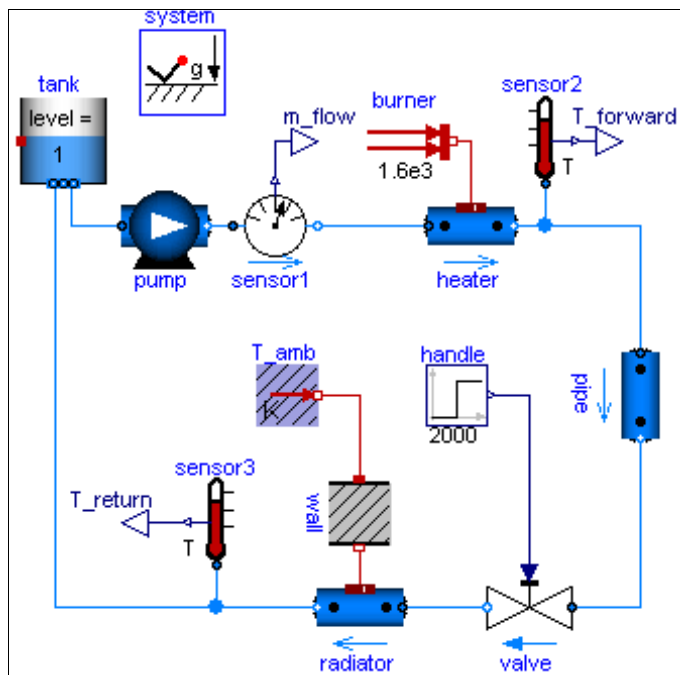 system
g
tank
level =
1
m_flow
burner
1.6e3
sensor2
T_forward
T
pump
sensor1
heater
pipe
T_amb
K
handle
2000
sensor3
T_return
T
wall
radiator
valve